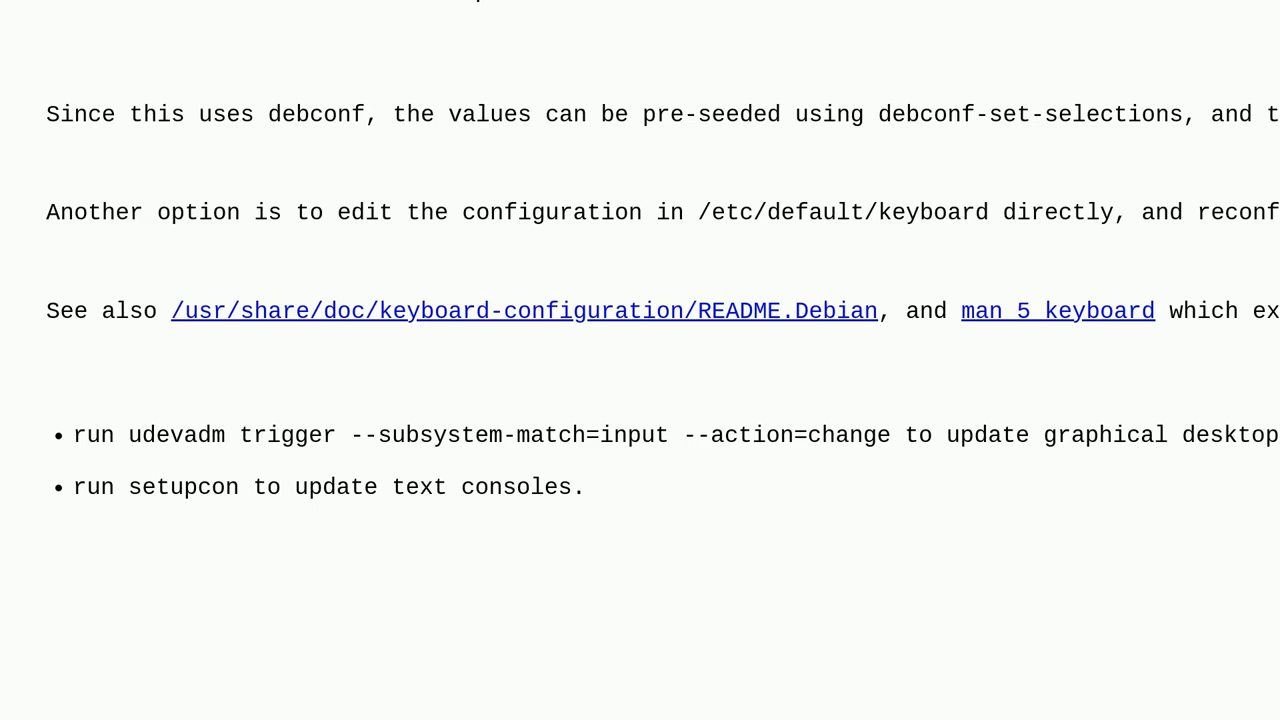 Since this uses debconf, the values can be pre-seeded using debconf-set-selections, and
Another option is to edit the configuration in /etc/default/keyboard directly, and
See also /usr/share/doc/keyboard-configuration/README.Debian, and man 5 keyboard which
• run udevadm trigger --subsystem-match=input --action=change to update graphical desktop
• run setupcon to update text consoles.